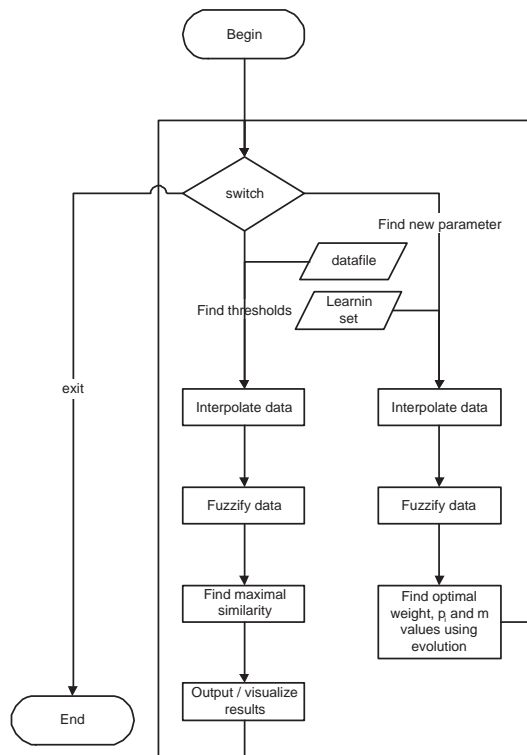 Begin
switch
Find new parameter
datafile
Find thresholds
Learnin
set
exit
Interpolate data
Interpolate data
Fuzzify data
Fuzzify data
Find maximal
similarity
Find optimal
weight, pᵢ and m
values using
evolution
Output / visualize
results
End